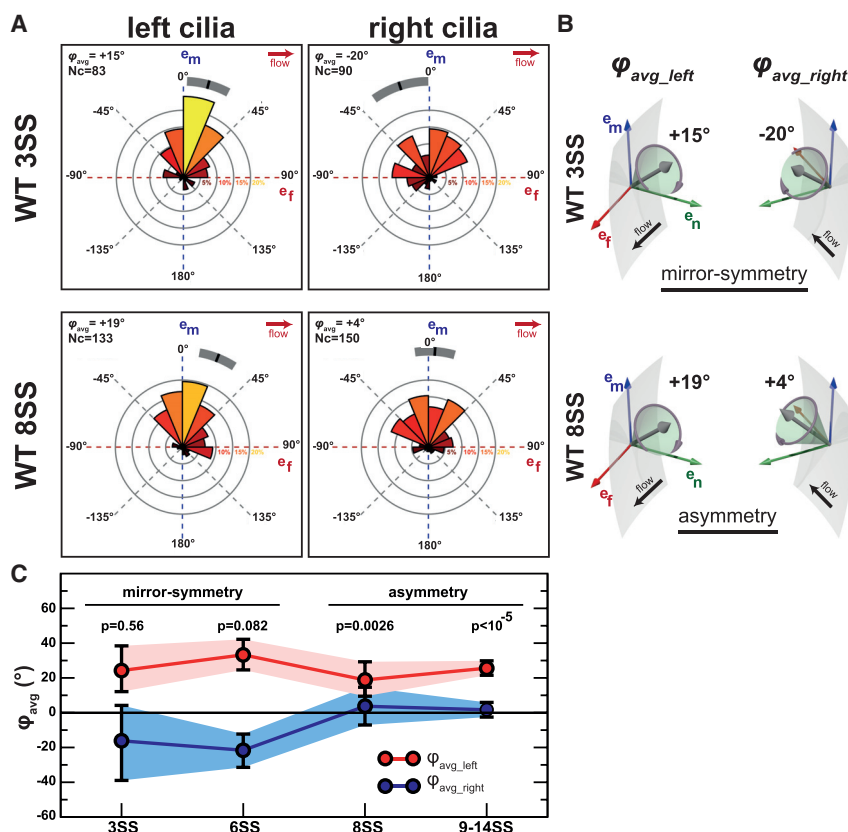 A
left cilia
right cilia
B
WT 3SS
φavg = +15°
Nc=83
em
flow
0°
45°
90°
ef
135°
180°
-135°
-90°
-45°
5% 10% 15% 20%
φavg = -20°
Nc=90
em
flow
0°
45°
90°
ef
135°
180°
-135°
-90°
-45°
5% 10% 15% 20%
WT 8SS
φavg = +19°
Nc=133
em
flow
0°
45°
90°
ef
135°
180°
-135°
-90°
-45°
5% 10% 15% 20%
φavg = +4°
Nc=150
em
flow
0°
45°
90°
ef
135°
180°
-135°
-90°
-45°
5% 10% 15% 20%
φavg_left
φavg_right
WT 3SS
em
+15°
-20°
ef
en
flow
flow
mirror-symmetry
WT 8SS
em
+19°
+4°
ef
en
flow
flow
asymmetry
C
mirror-symmetry
asymmetry
p=0.56
p=0.082
p=0.0026
p<10-5
φavg (°)
60
40
20
0
-20
-40
-60
φavg_left
φavg_right
3SS
6SS
8SS
9-14SS